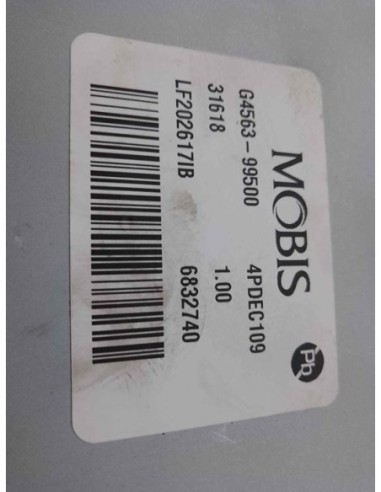 MOBIS
Pb
G4563-99500 4PDEC109
31618 1.00
LF2026171B 6832740